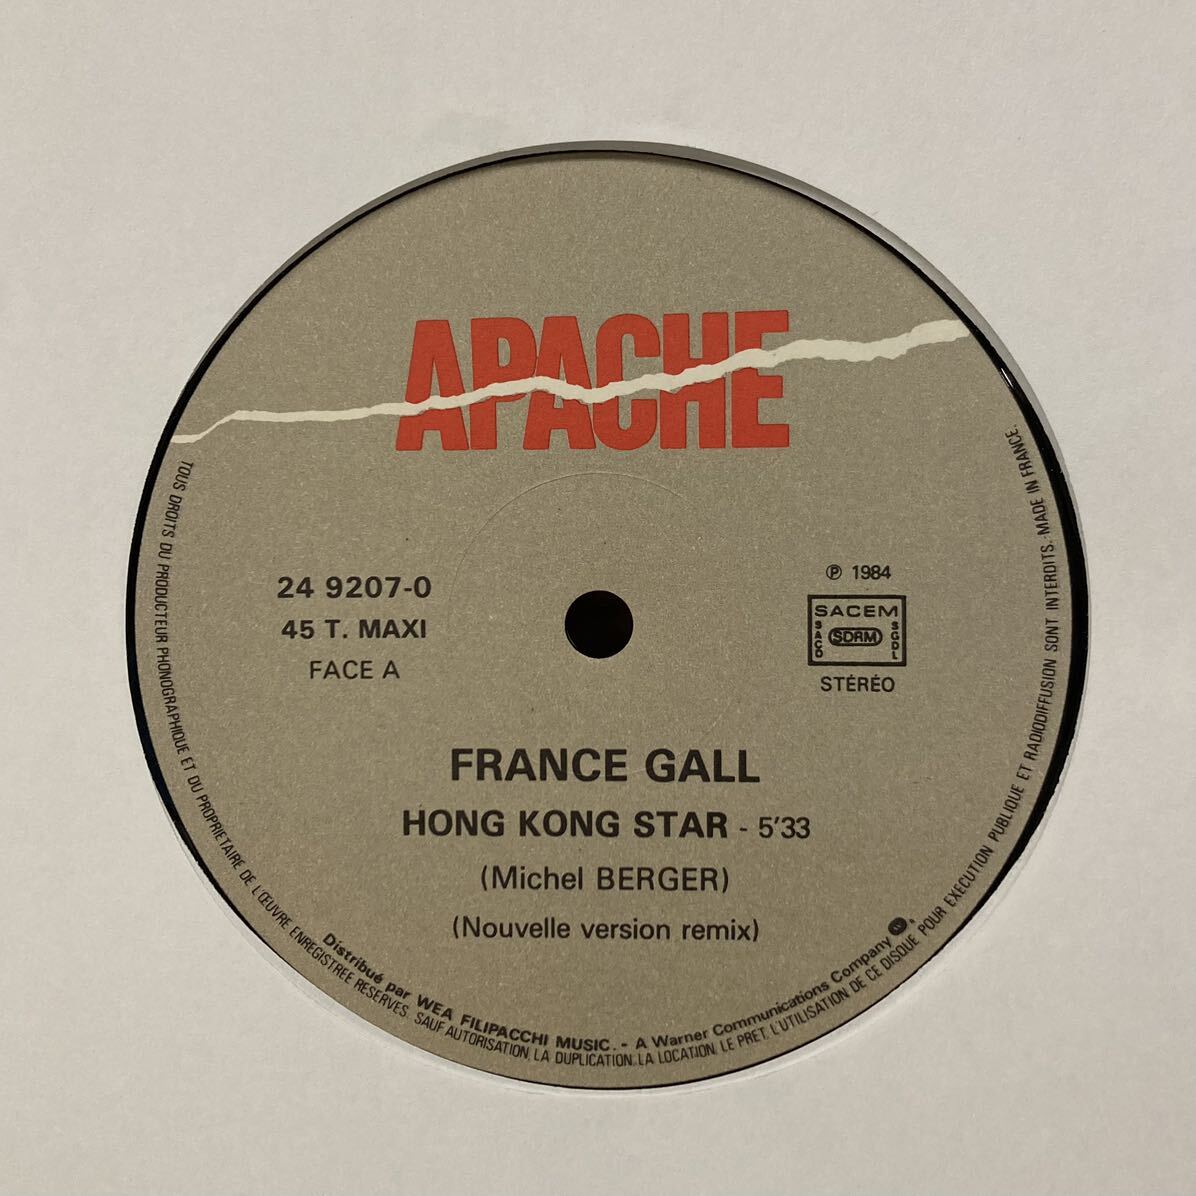 APACHE
24 9207-0
45 T. MAXI
FACE A
℗ 1984
SACEM
SACD
SDRM
SGDL
STÉRÉO
FRANCE GALL
HONG KONG STAR - 5'33
(Michel BERGER)
(Nouvelle version remix)
Distribué par WEA FILIPACCHI MUSIC. - A Warner Communications Company
TOUS DROITS DU PRODUCTEUR PHONOGRAPHIQUE ET DU PROPRIETAIRE DE L'ŒUVRE ENREGISTREE RESERVES. SAUF AUTORISATION, LA DUPLICATION, LA LOCATION, LE PRET, L'UTILISATION DE CE DISQUE POUR EXECUTION PUBLIQUE ET RADIODIFFUSION SONT INTERDITS. MADE IN FRANCE.